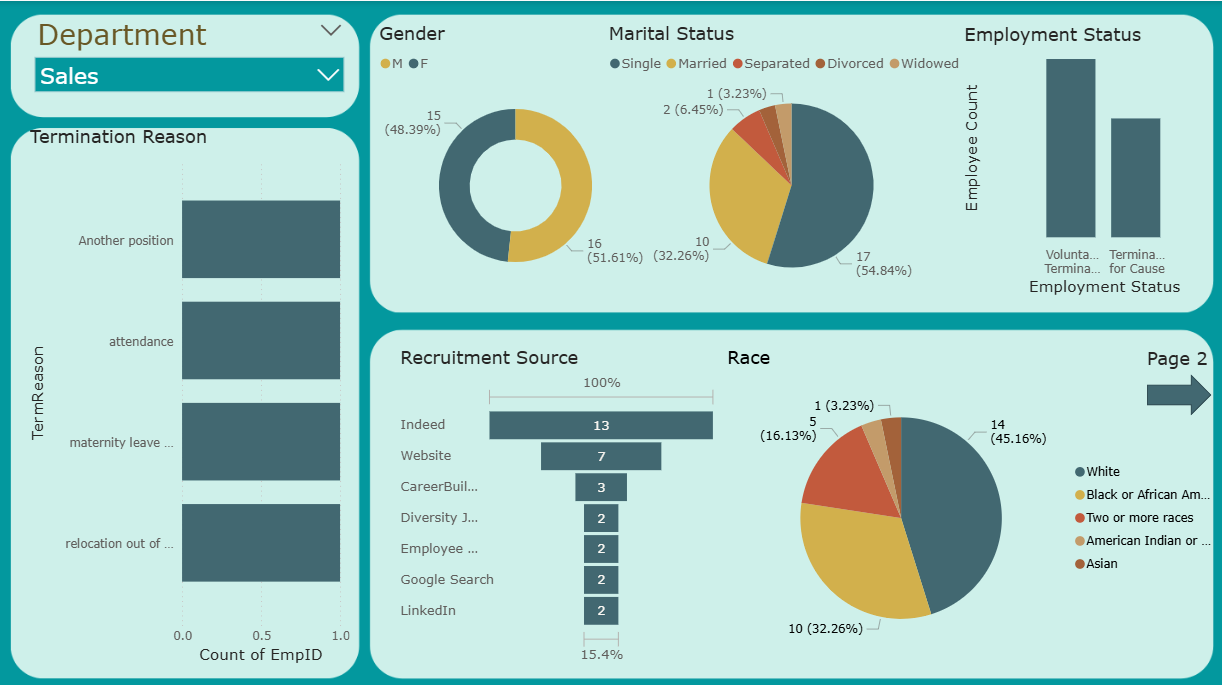 Department
Sales
Termination Reason
TermReason
Another position
attendance
maternity leave ...
relocation out of ...
0.0 0.5 1.0
Count of EmpID
Gender
M F
15
(48.39%)
16
(51.61%)
Marital Status
Single Married Separated Divorced Widowed
1 (3.23%)
2 (6.45%)
10
(32.26%)
17
(54.84%)
Employment Status
Employee Count
Volunta... Termina...
Termina... for Cause
Employment Status
Recruitment Source
100%
Indeed 13
Website 7
CareerBuil... 3
Diversity J... 2
Employee ... 2
Google Search 2
LinkedIn 2
15.4%
Race
1 (3.23%)
5
(16.13%)
14
(45.16%)
10 (32.26%)
Page 2
White
Black or African Am...
Two or more races
American Indian or ...
Asian